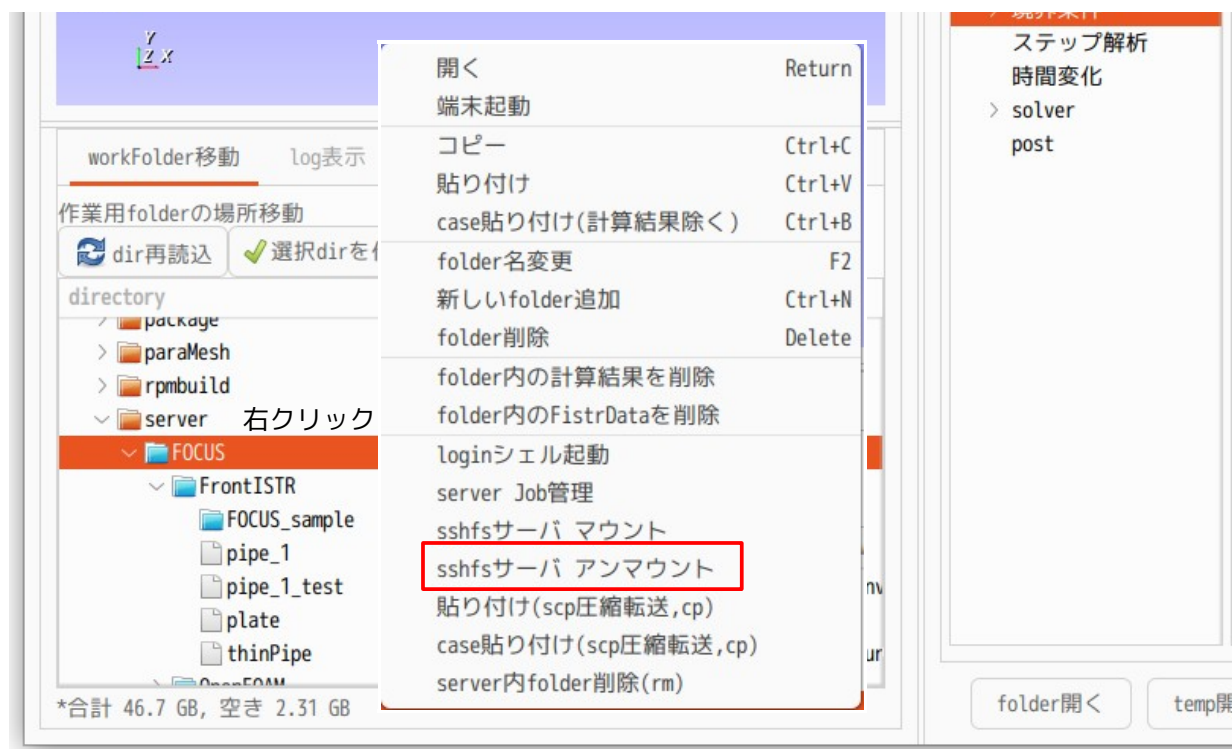 Y
Z X
workFolder移動 log表示
作業用folderの場所移動
dir再読込 選択dirを
directory
package
paraMesh
rpmbuild
server 右クリック
FOCUS
FrontISTR
FOCUS_sample
pipe_1
pipe_1_test
plate
thinPipe
OpenFOAM
*合計 46.7 GB, 空き 2.31 GB
開く Return
端末起動
コピー Ctrl+C
貼り付け Ctrl+V
case貼り付け(計算結果除く) Ctrl+B
folder名変更 F2
新しいfolder追加 Ctrl+N
folder削除 Delete
folder内の計算結果を削除
folder内のFistrDataを削除
loginシェル起動
server Job管理
sshfsサーバ マウント
sshfsサーバ アンマウント
貼り付け(scp圧縮転送,cp)
case貼り付け(scp圧縮転送,cp)
server内folder削除(rm)
境界条件
ステップ解析
時間変化
solver
post
folder開く temp開